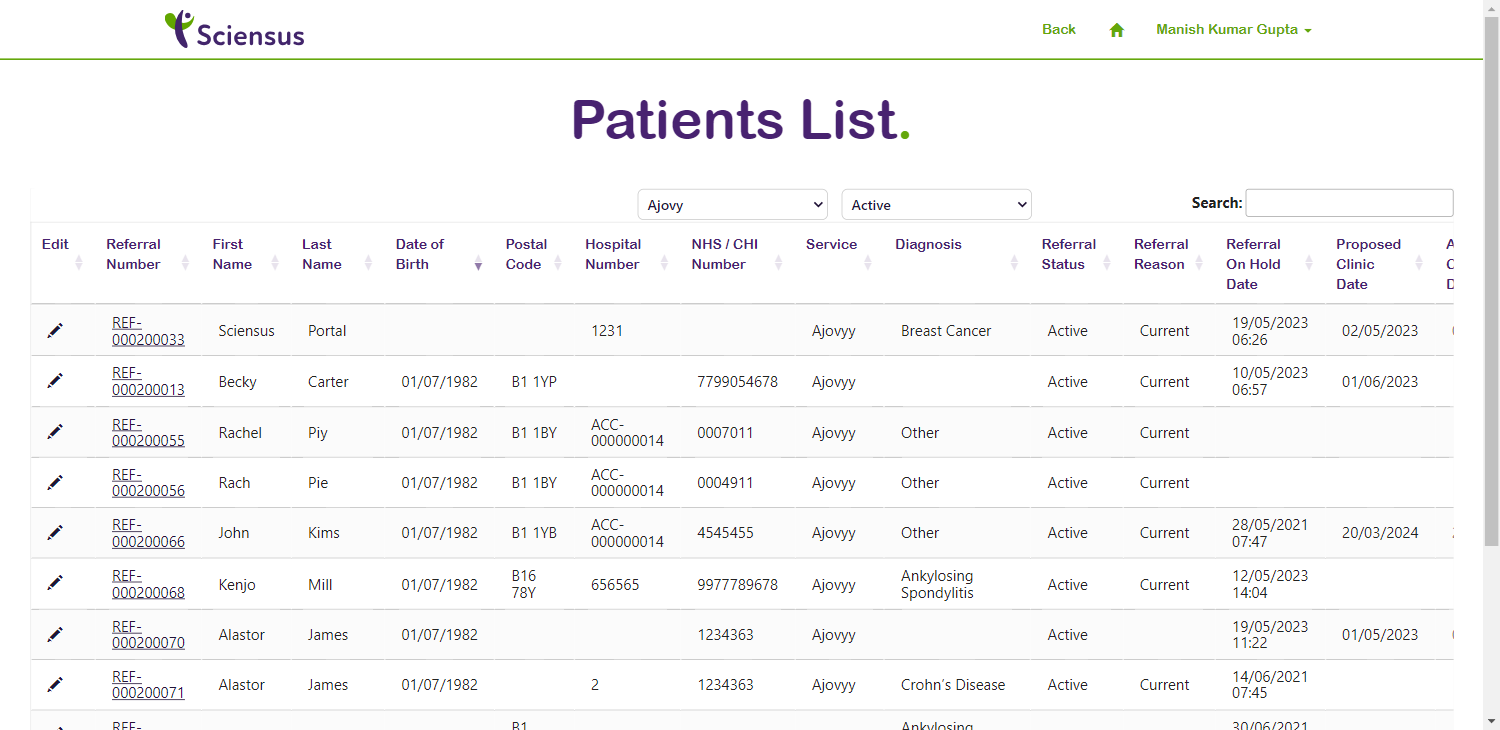 Sciensus
Back
Manish Kumar Gupta
Patients List.
Ajovy
Active
Search:
Edit Referral Number First Name Last Name Date of Birth Postal Code Hospital Number NHS / CHI Number Service Diagnosis Referral Status Referral Reason Referral On Hold Date Proposed Clinic Date
REF-000200033 Sciensus Portal 1231 Ajovyy Breast Cancer Active Current 19/05/2023 06:26 02/05/2023
REF-000200013 Becky Carter 01/07/1982 B1 1YP 7799054678 Ajovyy Active Current 10/05/2023 06:57 01/06/2023
REF-000200055 Rachel Piy 01/07/1982 B1 1BY ACC-000000014 0007011 Ajovyy Other Active Current
REF-000200056 Rach Pie 01/07/1982 B1 1BY ACC-000000014 0004911 Ajovyy Other Active Current
REF-000200066 John Kims 01/07/1982 B1 1YB ACC-000000014 4545455 Ajovyy Other Active Current 28/05/2021 07:47 20/03/2024
REF-000200068 Kenjo Mill 01/07/1982 B16 78Y 656565 9977789678 Ajovyy Ankylosing Spondylitis Active Current 12/05/2023 14:04
REF-000200070 Alastor James 01/07/1982 1234363 Ajovyy Active 19/05/2023 11:22 01/05/2023
REF-000200071 Alastor James 01/07/1982 2 1234363 Ajovyy Crohn's Disease Active Current 14/06/2021 07:45
REF- B1 Ankylosing 30/06/2021